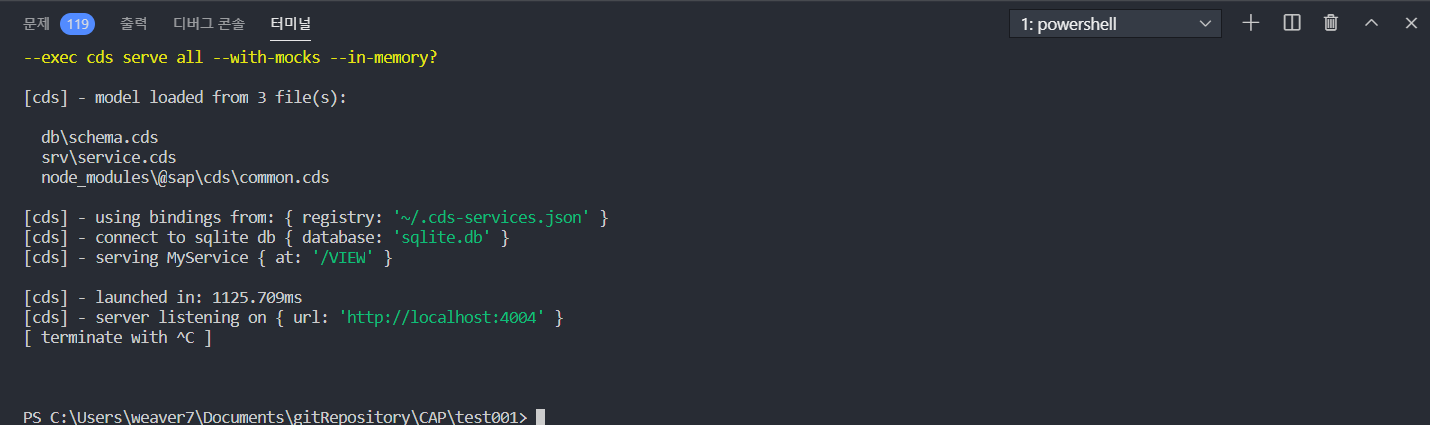 문제 119 출력 디버그 콘솔 터미널 1: powershell
--exec cds serve all --with-mocks --in-memory?
[cds] - model loaded from 3 file(s):
db\schema.cds
srv\service.cds
node_modules\@sap\cds\common.cds
[cds] - using bindings from: { registry: '~/.cds-services.json' }
[cds] - connect to sqlite db { database: 'sqlite.db' }
[cds] - serving MyService { at: '/VIEW' }
[cds] - launched in: 1125.709ms
[cds] - server listening on { url: 'http://localhost:4004' }
[ terminate with ^C ]
PS C:\Users\weaver7\Documents\gitRepository\CAP\test001>